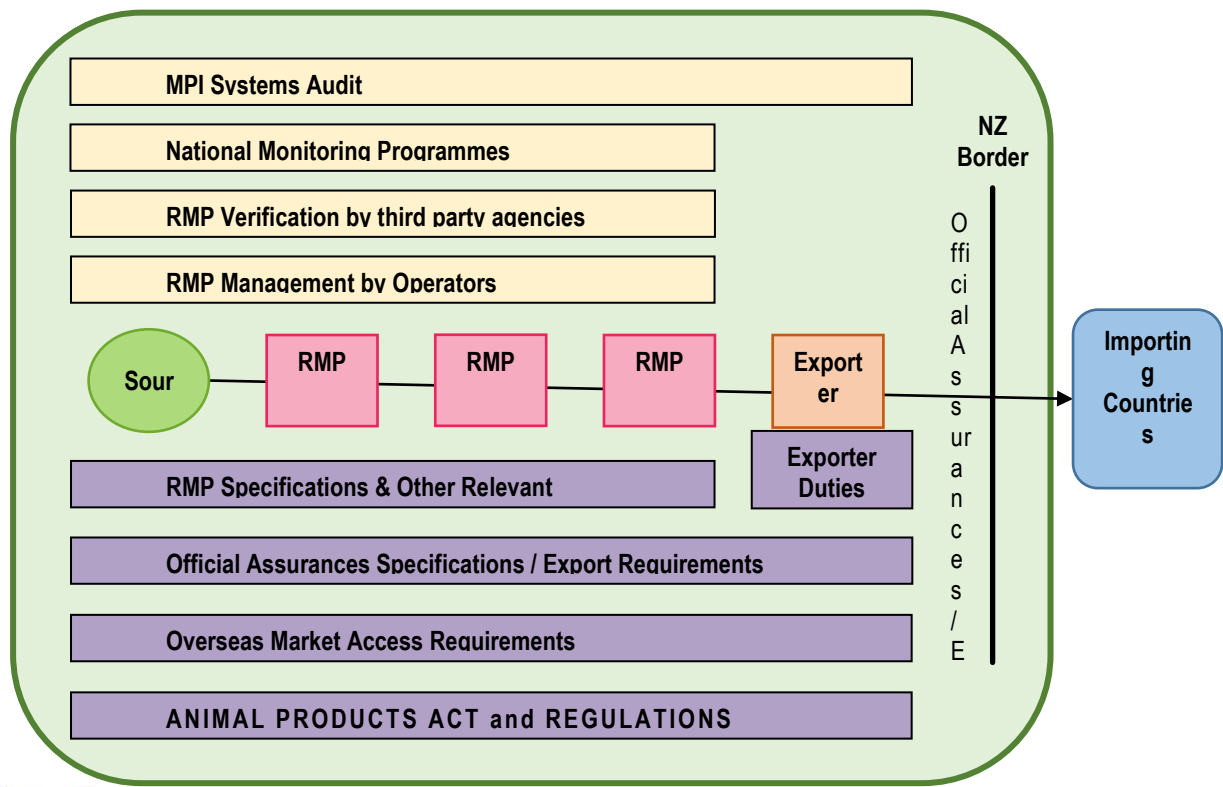 MPI Systems Audit
National Monitoring Programmes
RMP Verification by third party agencies
RMP Management by Operators
NZ
Border
Sour
RMP
RMP
RMP
Export
er
Exporter
Duties
O
ffi
ci
al
A
s
s
ur
a
n
c
e
s
/
E
Importin
g
Countrie
s
RMP Specifications & Other Relevant
Official Assurances Specifications / Export Requirements
Overseas Market Access Requirements
ANIMAL PRODUCTS ACT and REGULATIONS